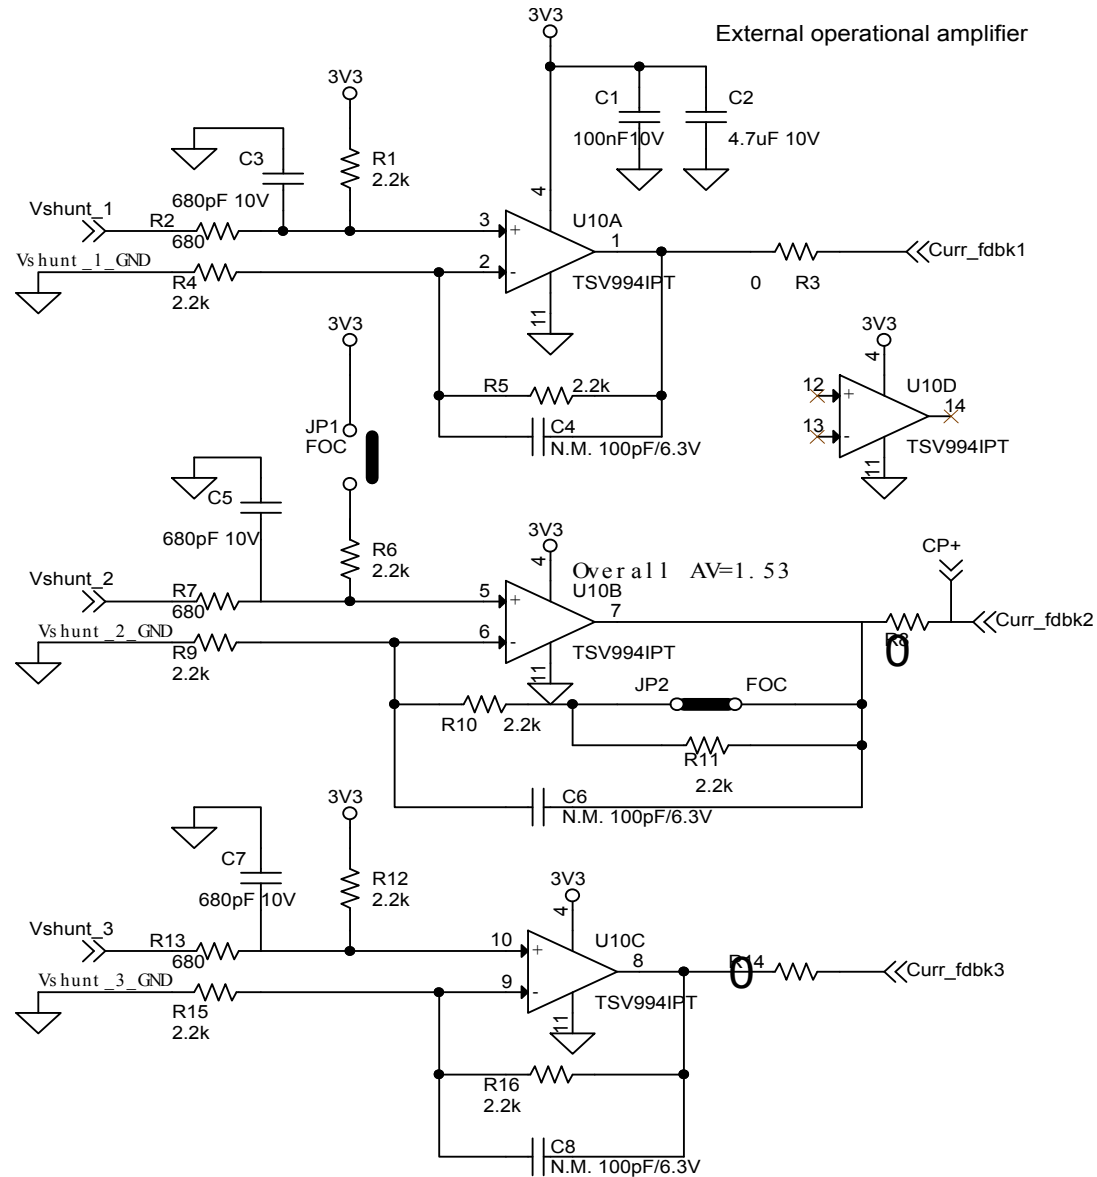 3V3
External operational amplifier
3V3
C1
C2
100nF10V
4.7uF 10V
C3
R1
2.2k
680pF 10V
4
Vshunt_1
R2
680
3
+
U10A
1
Vshunt_1_GND
2
-
TSV994IPT
Curr_fdbk1
R4
2.2k
0
R3
11
3V3
3V3
4
R5
2.2k
12
+
U10D
14
JP1
FOC
C4
N.M. 100pF/6.3V
13
-
TSV994IPT
11
C5
680pF 10V
3V3
4
CP+
R6
2.2k
Overall AV=1.53
Vshunt_2
R7
680
5
+
U10B
7
Curr_fdbk2
Vshunt_2_GND
6
-
TSV994IPT
R8
0
R9
2.2k
11
JP2
FOC
R10
2.2k
R11
2.2k
3V3
C6
N.M. 100pF/6.3V
C7
680pF 10V
R12
2.2k
3V3
4
Vshunt_3
R13
680
10
+
U10C
8
R14
0
Curr_fdbk3
Vshunt_3_GND
9
-
TSV994IPT
R15
2.2k
11
R16
2.2k
C8
N.M. 100pF/6.3V